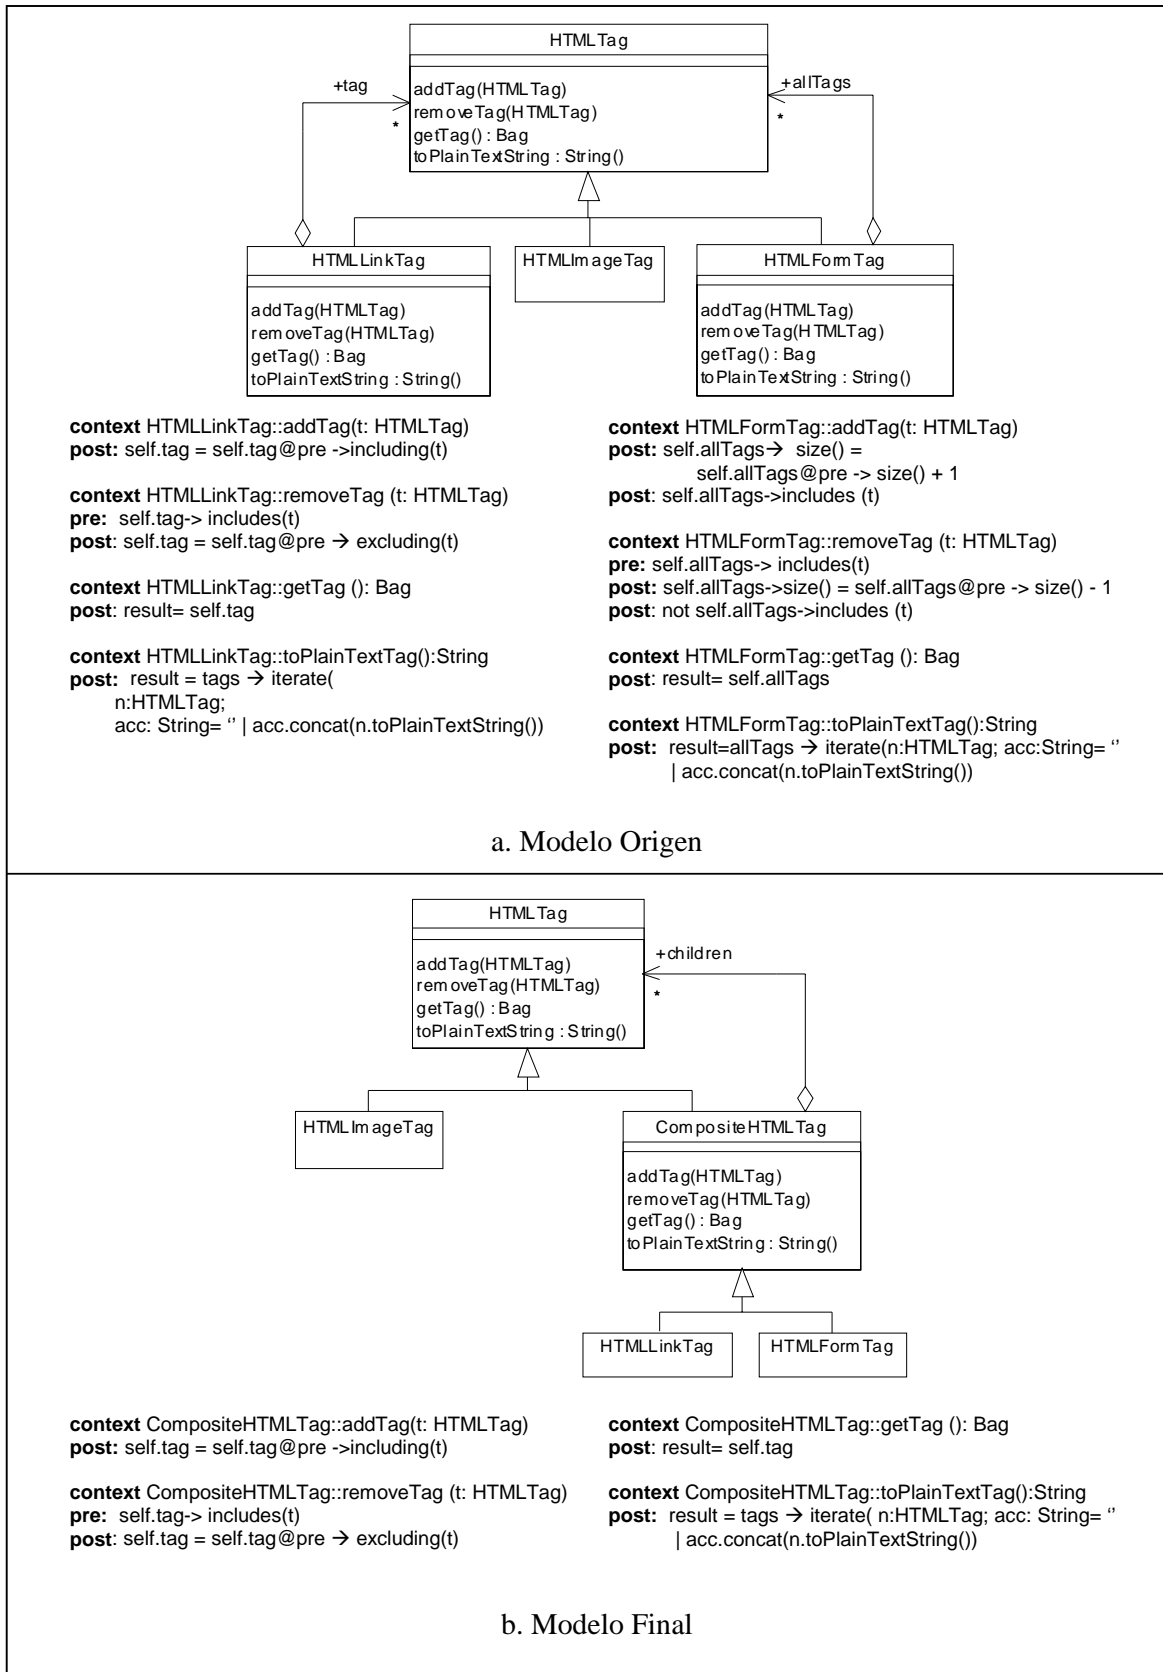 HTMLTag
addTag(HTMLTag)
removeTag(HTMLTag)
getTag() : Bag
toPlainTextString : String()
+tag
*
+allTags
*
HTMLLinkTag
addTag(HTMLTag)
removeTag(HTMLTag)
getTag() : Bag
toPlainTextString : String()
HTMLImageTag
HTMLFormTag
addTag(HTMLTag)
removeTag(HTMLTag)
getTag() : Bag
toPlainTextString : String()
context HTMLLinkTag::addTag(t: HTMLTag)
post: self.tag = self.tag@pre ->including(t)
context HTMLLinkTag::removeTag (t: HTMLTag)
pre: self.tag-> includes(t)
post: self.tag = self.tag@pre → excluding(t)
context HTMLLinkTag::getTag (): Bag
post: result= self.tag
context HTMLLinkTag::toPlainTextTag():String
post: result = tags → iterate(
n:HTMLTag;
acc: String= ‘’ | acc.concat(n.toPlainTextString())
context HTMLFormTag::addTag(t: HTMLTag)
post: self.allTags→ size() =
self.allTags@pre -> size() + 1
post: self.allTags->includes (t)
context HTMLFormTag::removeTag (t: HTMLTag)
pre: self.allTags-> includes(t)
post: self.allTags->size() = self.allTags@pre -> size() - 1
post: not self.allTags->includes (t)
context HTMLFormTag::getTag (): Bag
post: result= self.allTags
context HTMLFormTag::toPlainTextTag():String
post: result=allTags → iterate(n:HTMLTag; acc:String= ‘’
| acc.concat(n.toPlainTextString())
a. Modelo Origen
HTMLTag
addTag(HTMLTag)
removeTag(HTMLTag)
getTag() : Bag
toPlainTextString : String()
+children
*
HTMLImageTag
CompositeHTMLTag
addTag(HTMLTag)
removeTag(HTMLTag)
getTag() : Bag
toPlainTextString : String()
HTMLLinkTag
HTMLFormTag
context CompositeHTMLTag::addTag(t: HTMLTag)
post: self.tag = self.tag@pre ->including(t)
context CompositeHTMLTag::removeTag (t: HTMLTag)
pre: self.tag-> includes(t)
post: self.tag = self.tag@pre → excluding(t)
context CompositeHTMLTag::getTag (): Bag
post: result= self.tag
context CompositeHTMLTag::toPlainTextTag():String
post: result = tags → iterate( n:HTMLTag; acc: String= ‘’
| acc.concat(n.toPlainTextString())
b. Modelo Final